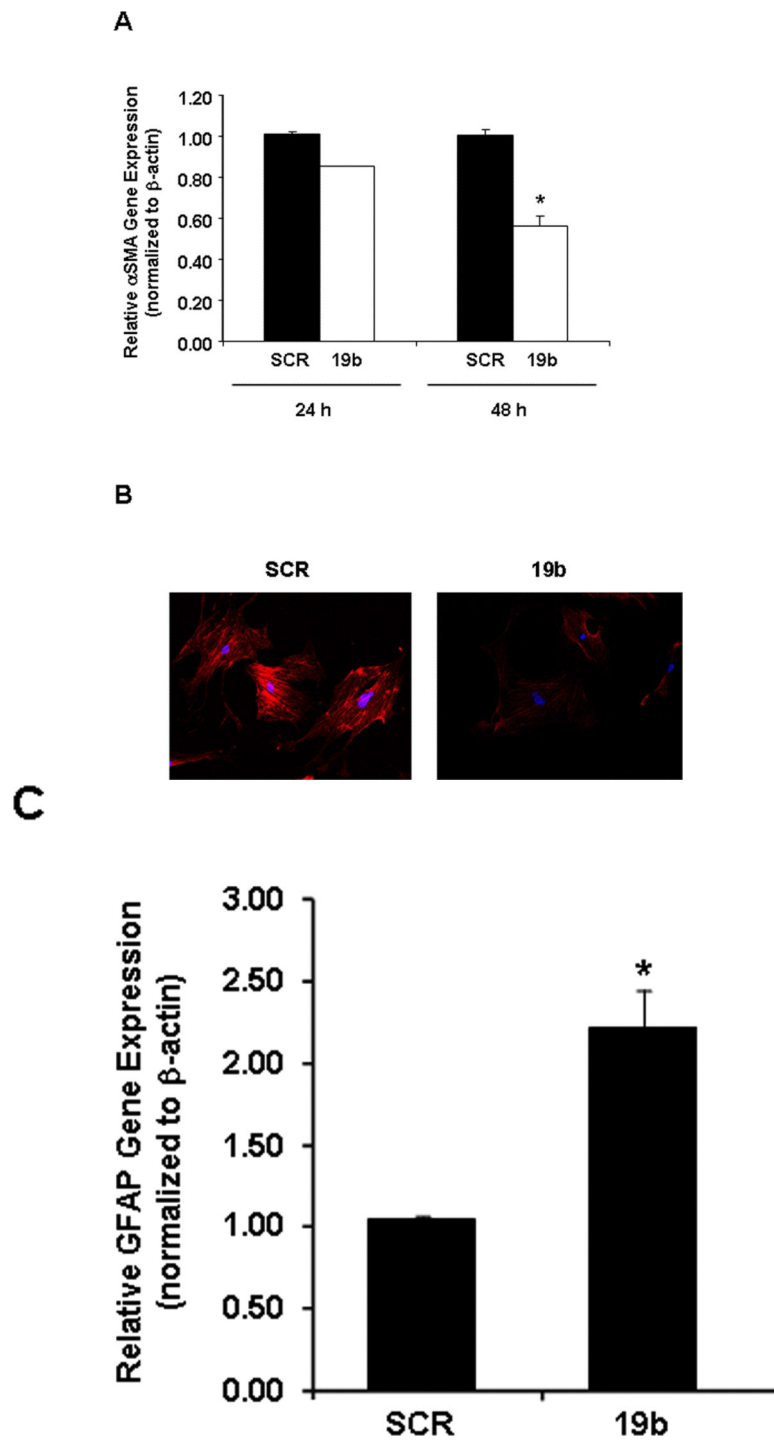 A
Relative αSMA Gene Expression
(normalized to β-actin)
1.20
1.00
0.80
0.60
0.40
0.20
0.00
*
SCR 19b SCR 19b
24 h 48 h
B
SCR 19b
C
Relative GFAP Gene Expression
(normalized to β-actin)
3.00
2.50
2.00
1.50
1.00
0.50
0.00
*
SCR 19b